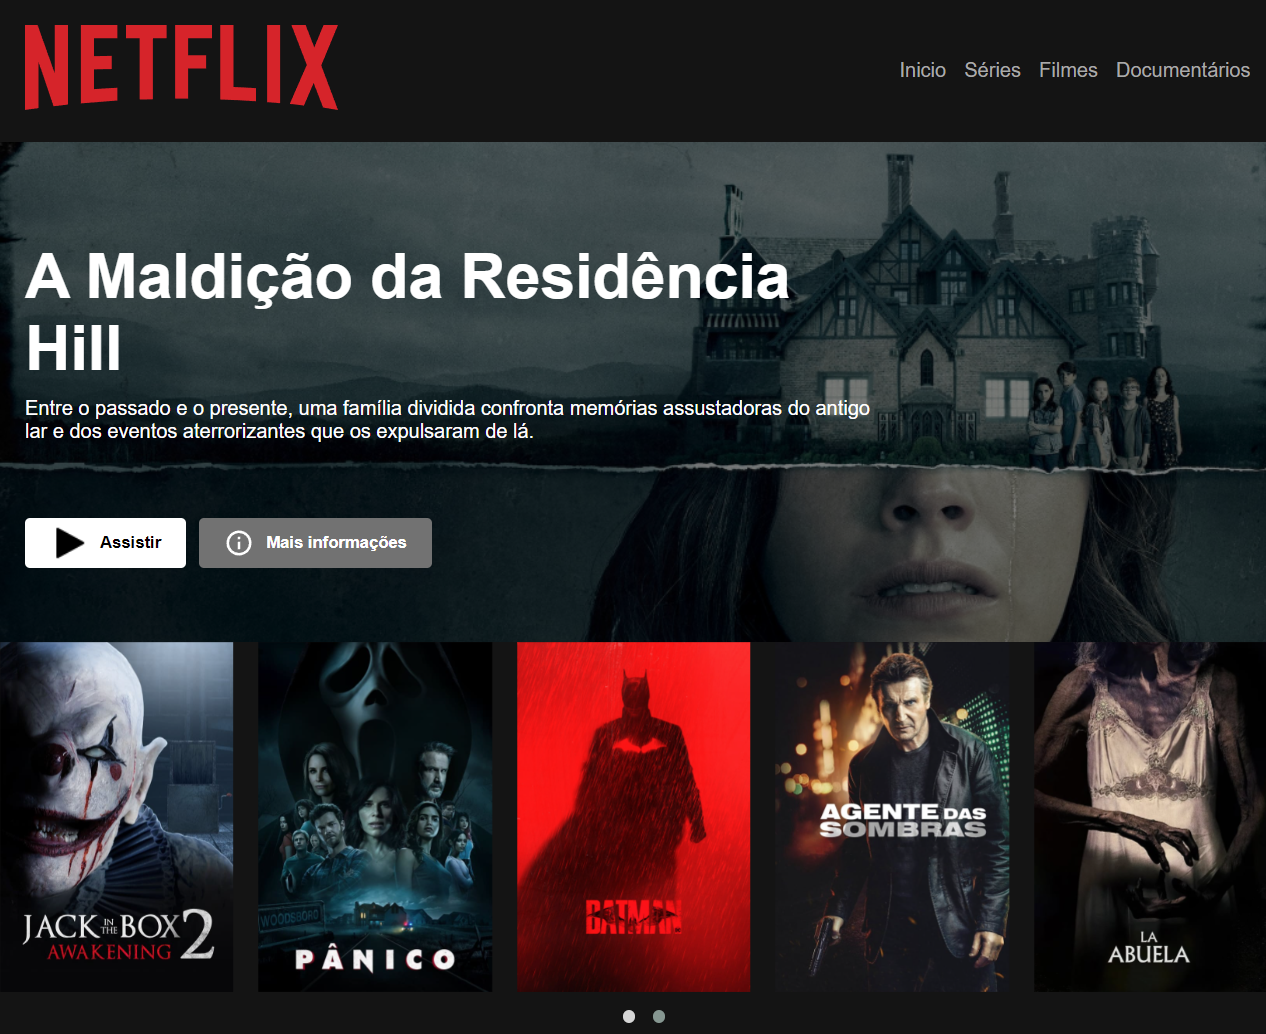 NETFLIX
Inicio Séries Filmes Documentários
A Maldição da Residência
Hill
Entre o passado e o presente, uma família dividida confronta memórias assustadoras do antigo
lar e dos eventos aterrorizantes que os expulsaram de lá.
Assistir
Mais informações
JACK IN THE BOX 2
AWAKENING
WOODSBORO
PÂNICO
BATMAN
AGENTE DAS
SOMBRAS
LA
ABUELA